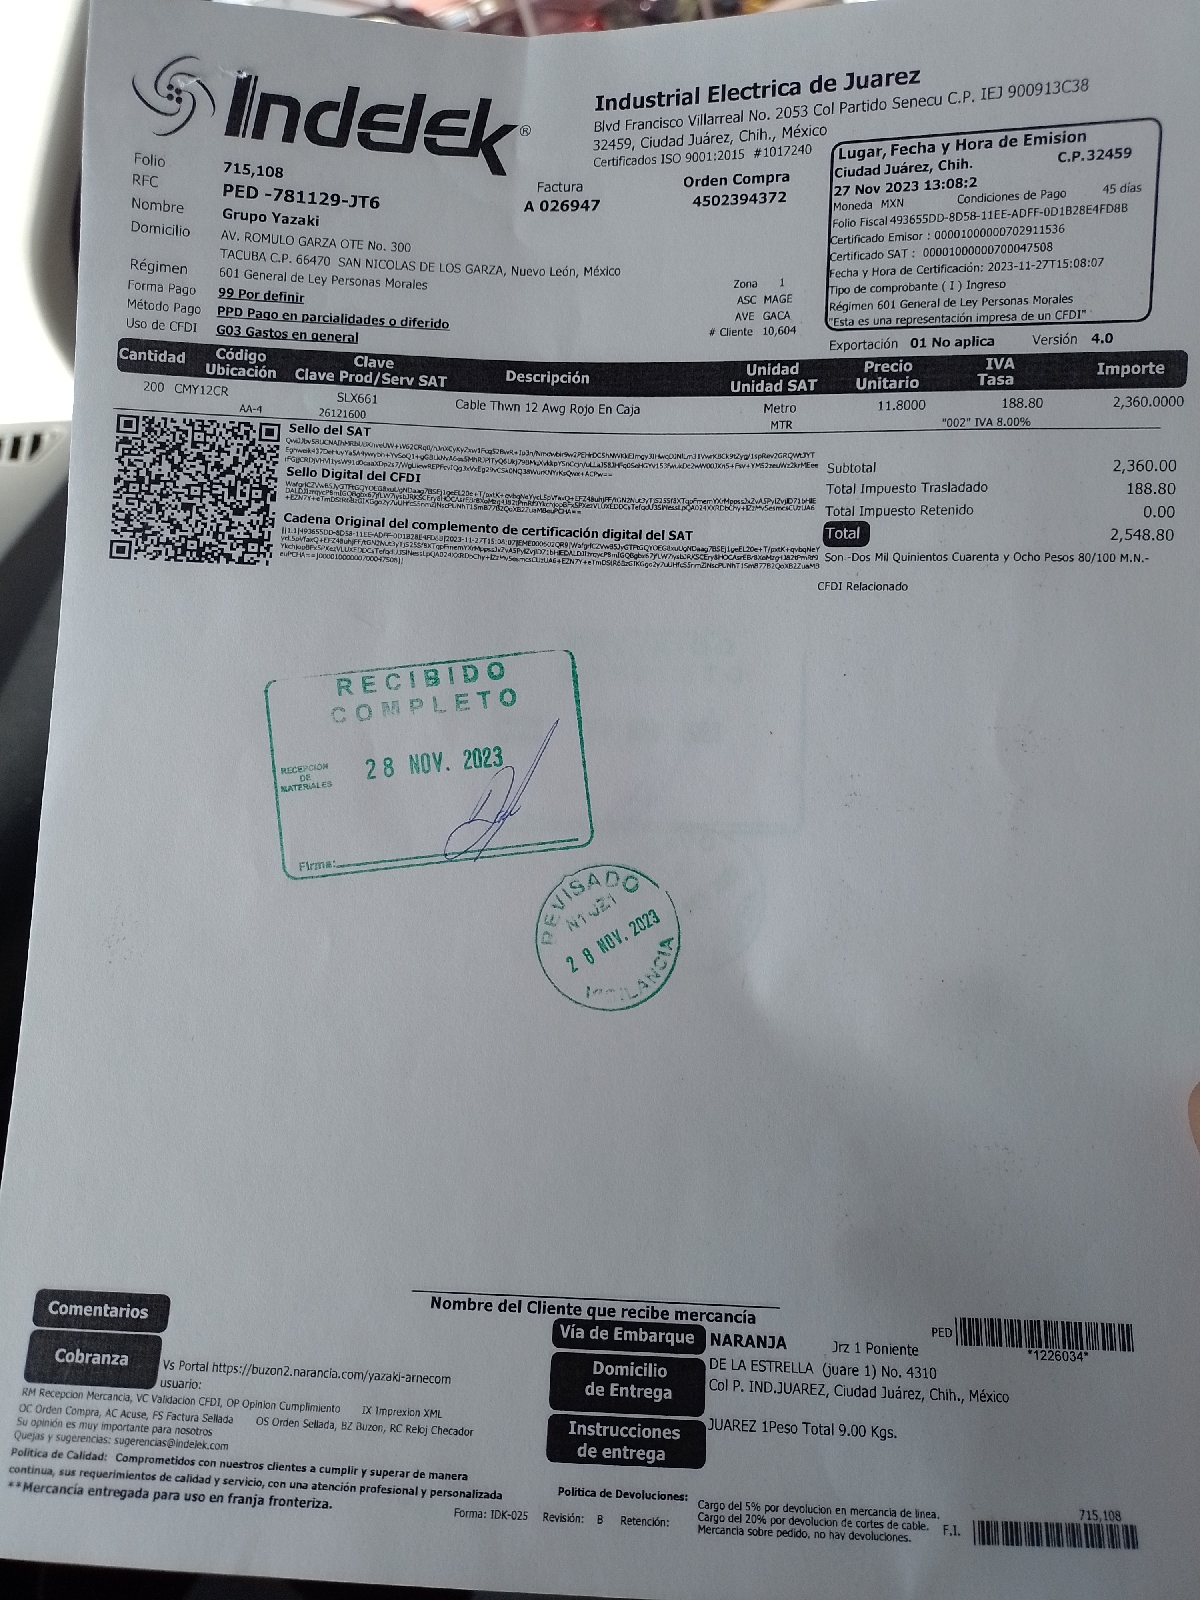 Indelek®
Industrial Electrica de Juarez
Blvd Francisco Villarreal No. 2053 Col Partido Senecu C.P. IEJ 900913C38
32459, Ciudad Juárez, Chih., México
Certificados ISO 9001:2015 #1017240
Folio 715,108
RFC PED -781129-JT6
Nombre Grupo Yazaki
Domicilio AV. ROMULO GARZA OTE No. 300
TACUBA C.P. 66470 SAN NICOLAS DE LOS GARZA, Nuevo León, México
Régimen 601 General de Ley Personas Morales
Forma Pago 99 Por definir
Método Pago PPD Pago en parcialidades o diferido
Uso de CFDI G03 Gastos en general
Factura
A 026947
Orden Compra
4502394372
Zona 1
ASC MAGE
AVE GACA
# Cliente 10,604
Lugar, Fecha y Hora de Emision
Ciudad Juárez, Chih. C.P.32459
27 Nov 2023 13:08:2
Moneda MXN Condiciones de Pago 45 días
Folio Fiscal 493655DD-8D58-11EE-ADFF-0D1B28E4FD8B
Certificado Emisor : 00001000000702911536
Certificado SAT : 00001000000700047508
Fecha y Hora de Certificación: 2023-11-27T15:08:07
Tipo de comprobante ( I ) Ingreso
Régimen 601 General de Ley Personas Morales
"Esta es una representación impresa de un CFDI"
Exportación 01 No aplica Versión 4.0
Cantidad Código Ubicación Clave Clave Prod/Serv SAT Descripción Unidad Unidad SAT Precio Unitario IVA Tasa Importe
200 CMY12CR SLX661 Cable Thwn 12 Awg Rojo En Caja Metro 11.8000 188.80 2,360.0000
AA-4 26121600 MTR "002" IVA 8.00%
Sello del SAT
Sello Digital del CFDI
Cadena Original del complemento de certificación digital del SAT
Subtotal 2,360.00
Total Impuesto Trasladado 188.80
Total Impuesto Retenido 0.00
Total 2,548.80
Son--Dos Mil Quinientos Cuarenta y Ocho Pesos 80/100 M.N.-
CFDI Relacionado
RECIBIDO
COMPLETO
RECEPCION
DE
MATERIALES
28 NOV. 2023
Firma:
REVISADO
N1 JZ1
28 NOV. 2023
VIGILANCIA
Nombre del Cliente que recibe mercancía
Comentarios
Cobranza
Vs Portal https://buzon2.narancia.com/yazaki-arnecom
usuario:
RM Recepcion Mercancia, VC Validacion CFDI, OP Opinion Cumplimiento IX Imprexion XML
OC Orden Compra, AC Acuse, FS Factura Sellada OS Orden Sellada, BZ Buzon, RC Reloj Checador
Su opinión es muy importante para nosotros
Quejas y sugerencias: sugerencias@indelek.com
Politica de Calidad: Comprometidos con nuestros clientes a cumplir y superar de manera
continua, sus requerimientos de calidad y servicio, con una atención profesional y personalizada
**Mercancía entregada para uso en franja fronteriza.
Forma: IDK-025 Revisión: B Retención:
Vía de Embarque NARANJA Jrz 1 Poniente
PED *1226034*
Domicilio de Entrega
DE LA ESTRELLA (juare 1) No. 4310
Col P. IND.JUAREZ, Ciudad Juárez, Chih., México
Instrucciones de entrega
JUAREZ 1Peso Total 9.00 Kgs.
Politica de Devoluciones:
Cargo del 5% por devolucion en mercancia de linea.
Cargo del 20% por devolucion de cortes de cable.
Mercancia sobre pedido, no hay devoluciones.
F.I. 715,108